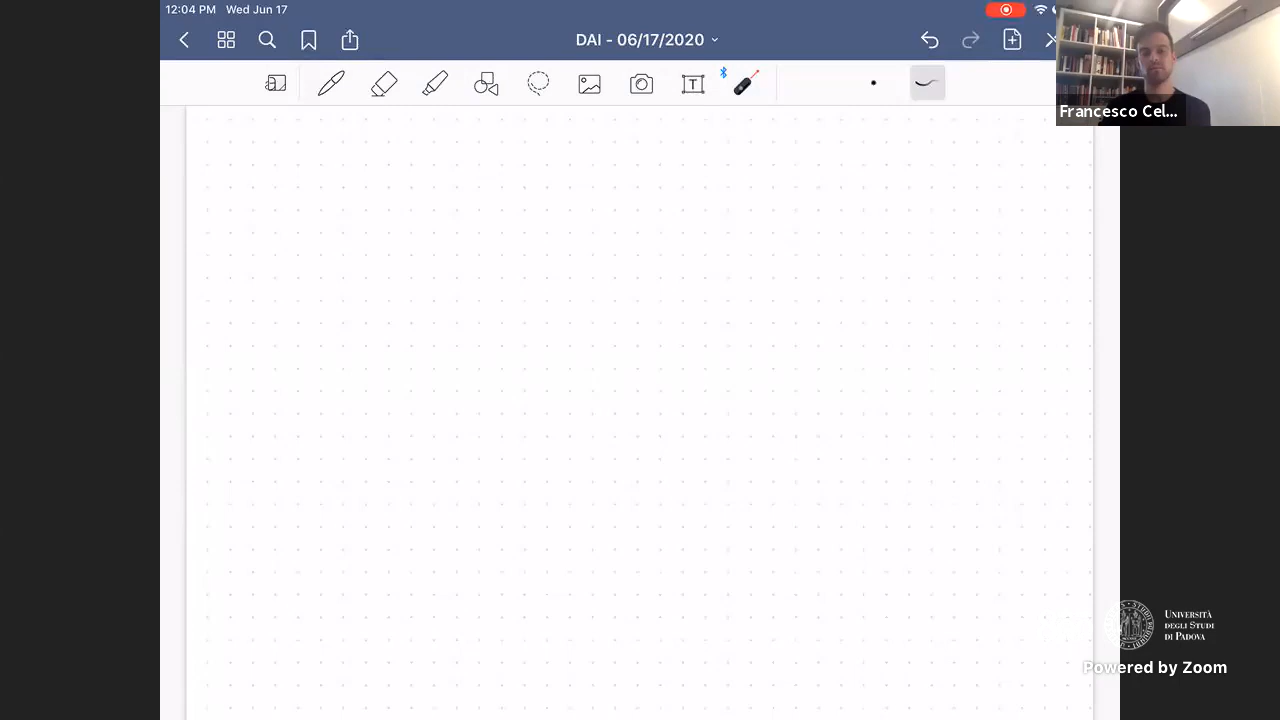 12:04 PM Wed Jun 17
DAI - 06/17/2020
T
Francesco Cel...
UNIVERSITÀ
DEGLI STUDI
DI PADOVA
Powered by Zoom